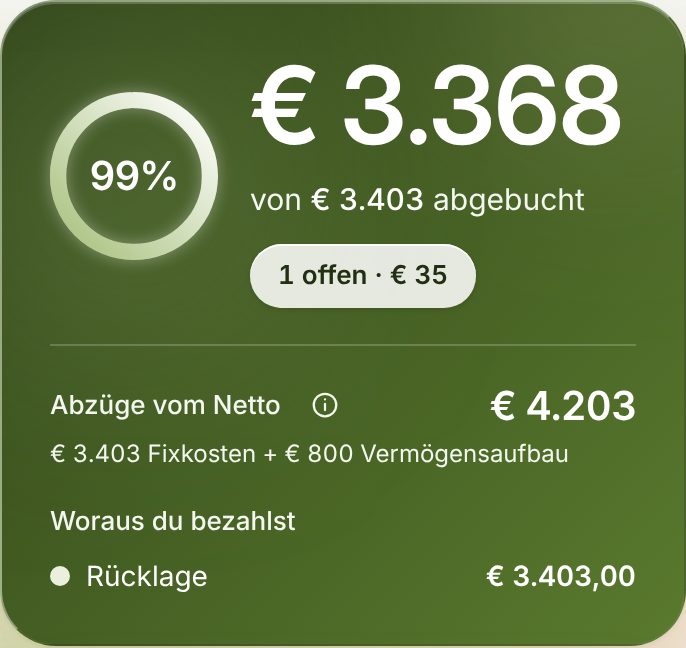 99%
€ 3.368
von € 3.403 abgebucht
1 offen · € 35
Abzüge vom Netto
€ 4.203
€ 3.403 Fixkosten + € 800 Vermögensaufbau
Woraus du bezahlst
Rücklage
€ 3.403,00